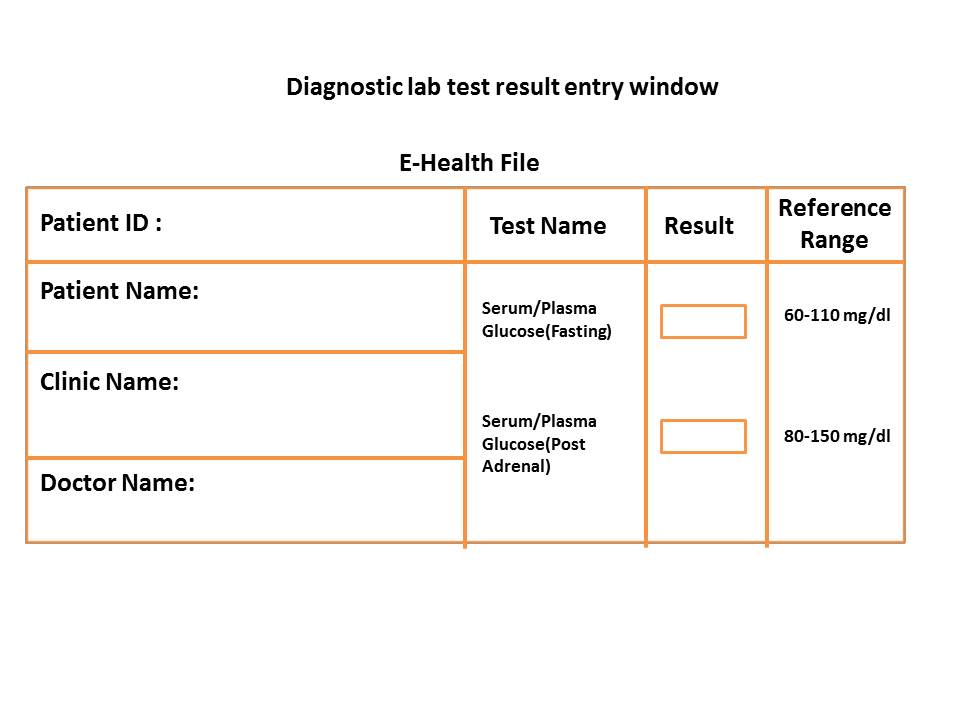 Diagnostic lab test result entry window
E-Health File
Patient ID :
Test Name
Result
Reference
Range
Patient Name:
Serum/Plasma
Glucose(Fasting)
60-110 mg/dl
Clinic Name:
Serum/Plasma
Glucose(Post
Adrenal)
80-150 mg/dl
Doctor Name: